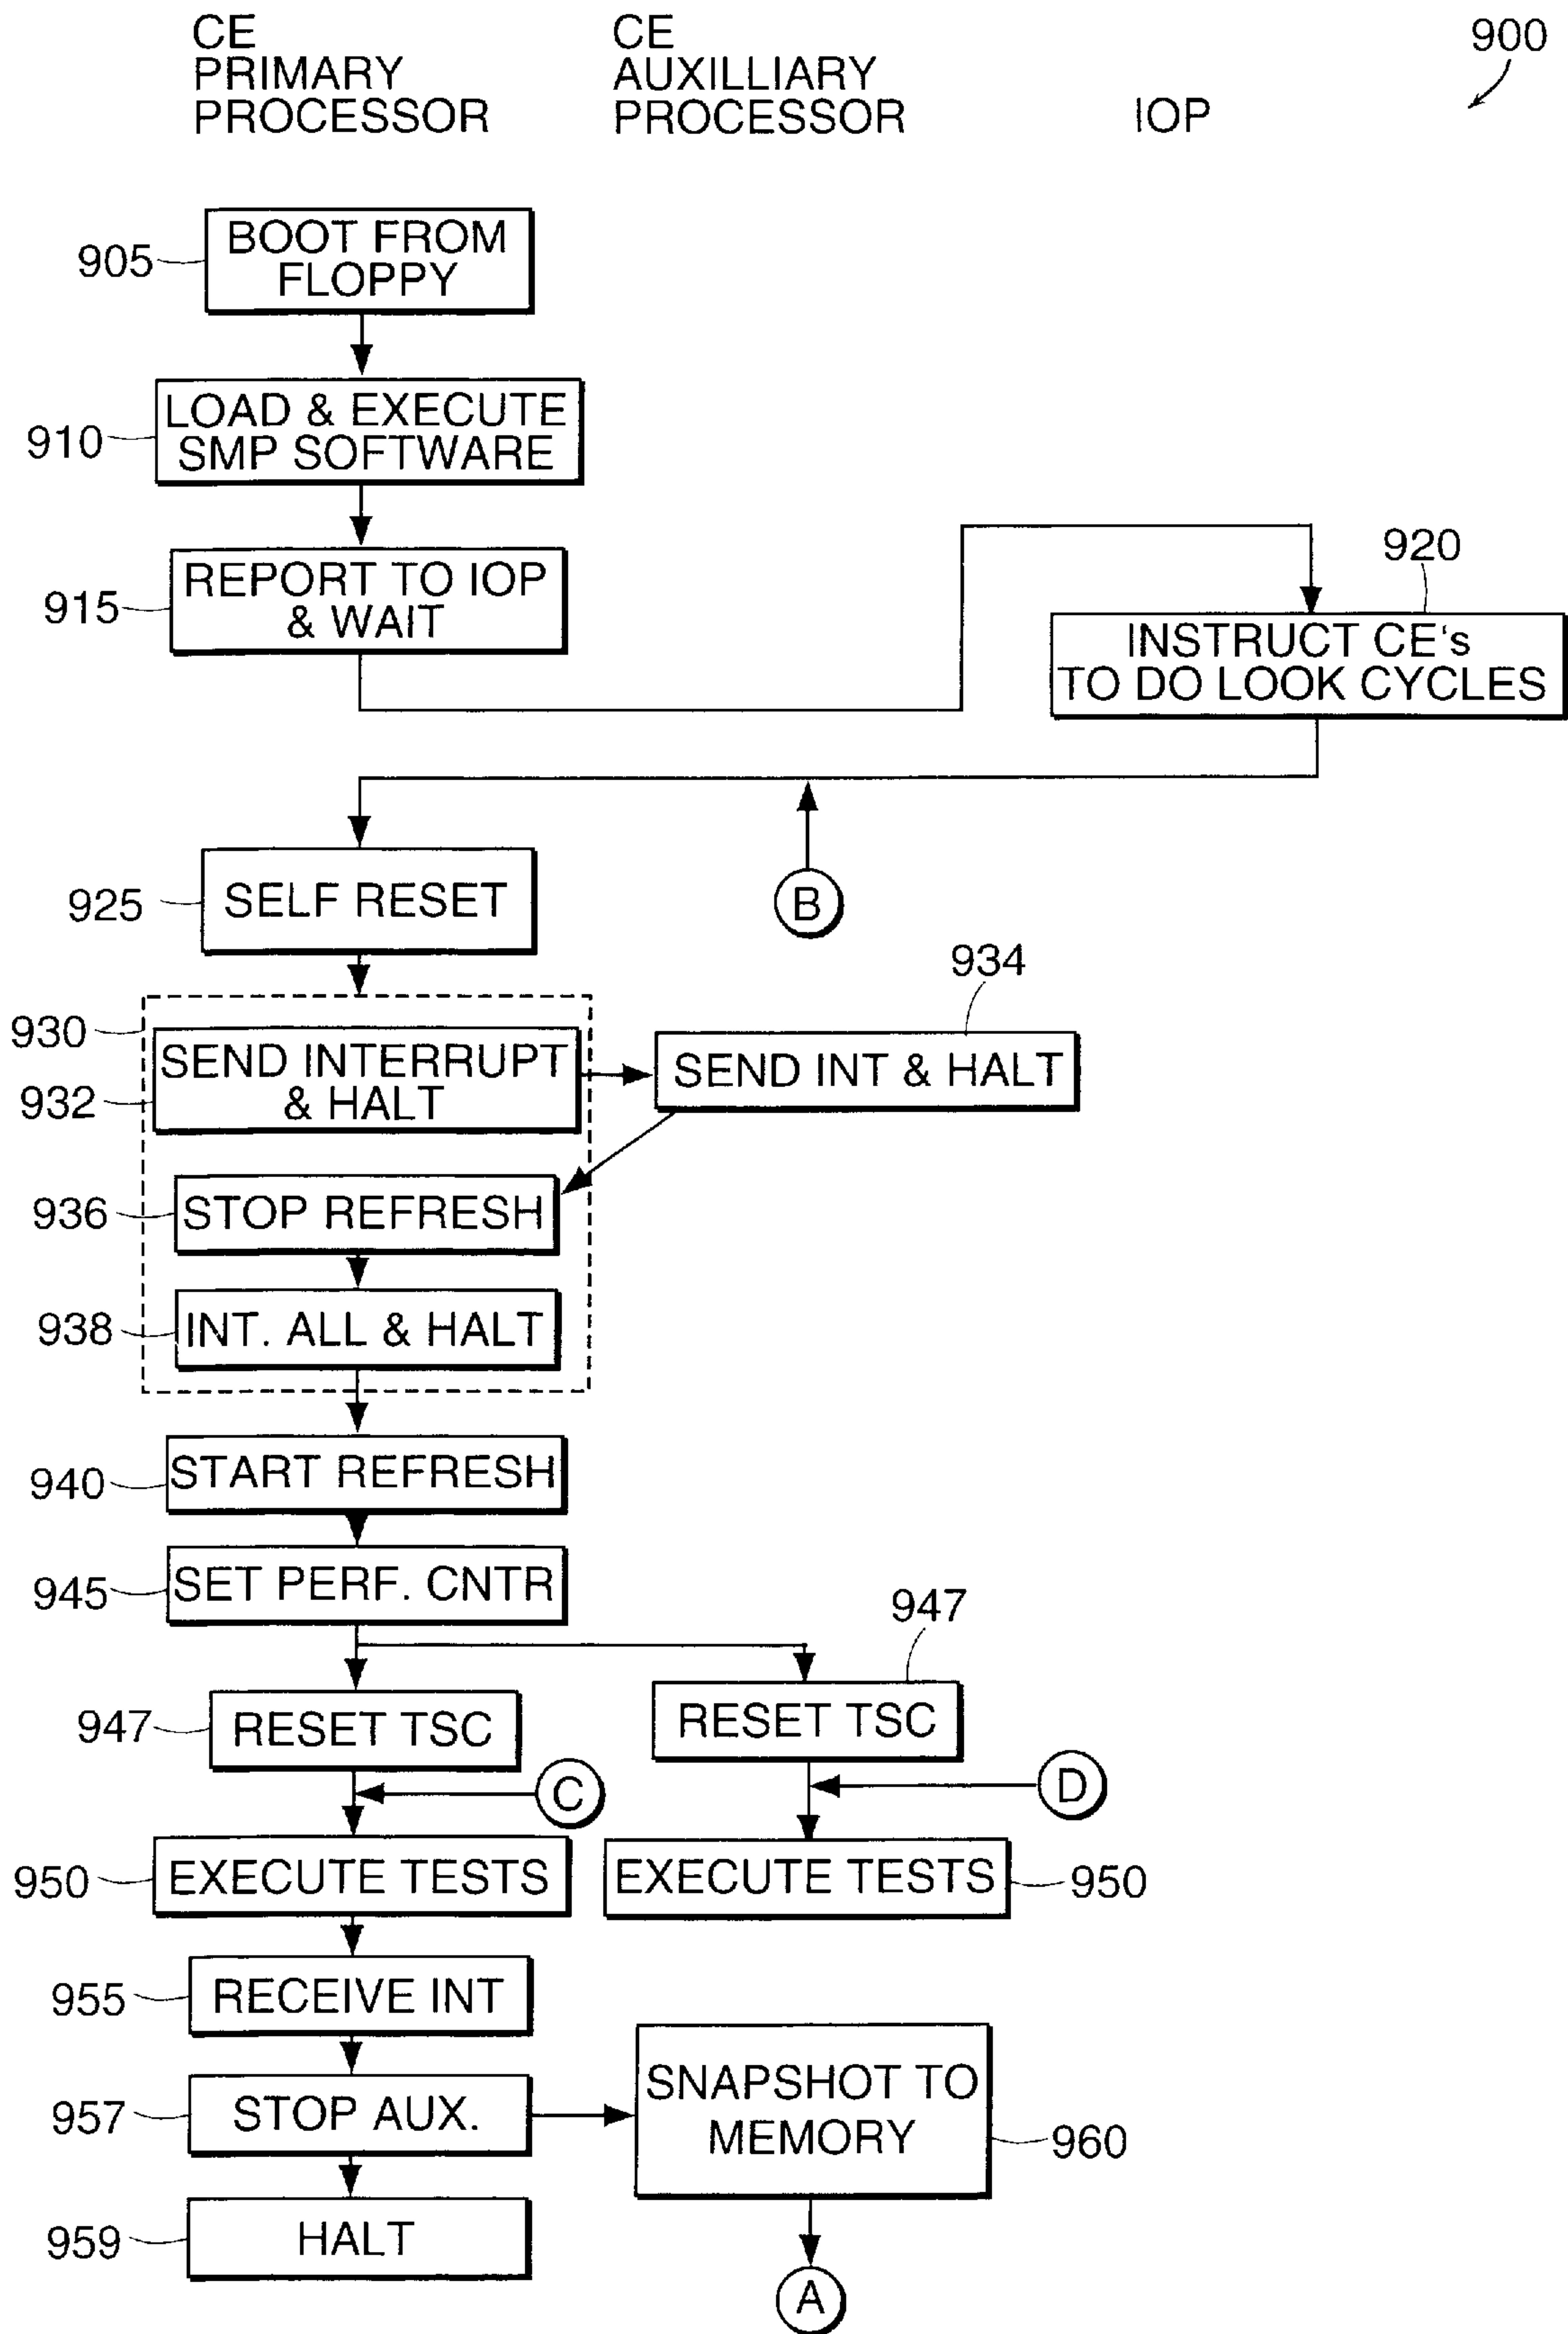 CE
PRIMARY
PROCESSOR
CE
AUXILLIARY
PROCESSOR
IOP
900
905
BOOT FROM
FLOPPY
910
LOAD & EXECUTE
SMP SOFTWARE
915
REPORT TO IOP
& WAIT
920
INSTRUCT CE's
TO DO LOOK CYCLES
925
SELF RESET
B
930
932
SEND INTERRUPT
& HALT
934
SEND INT & HALT
936
STOP REFRESH
938
INT. ALL & HALT
940
START REFRESH
945
SET PERF. CNTR
947
RESET TSC
947
RESET TSC
C
D
950
EXECUTE TESTS
EXECUTE TESTS
950
955
RECEIVE INT
957
STOP AUX.
SNAPSHOT TO
MEMORY
960
959
HALT
A